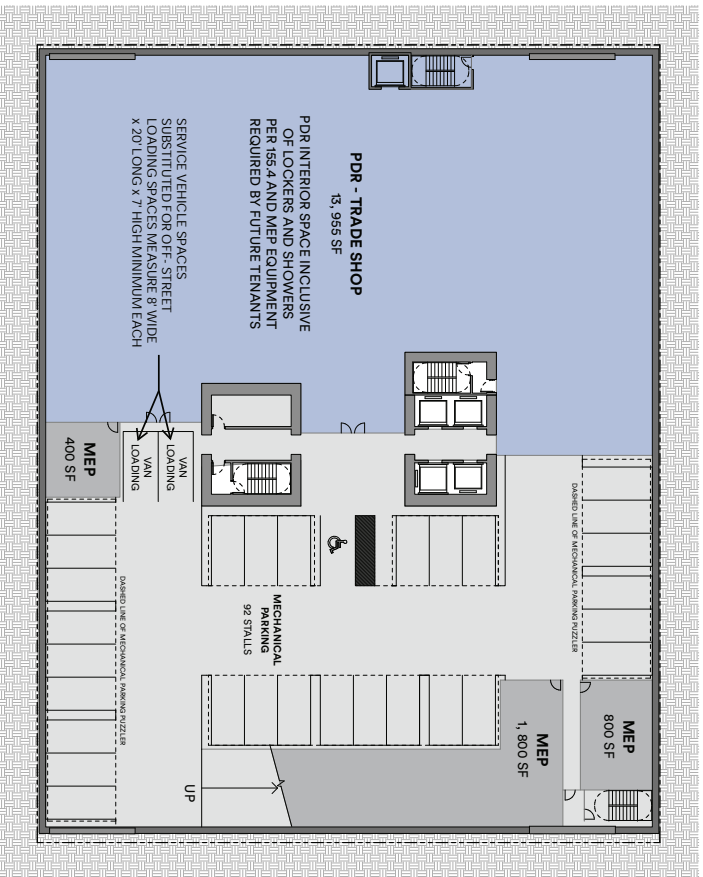 PDR - TRADE SHOP
13, 955 SF
PDR INTERIOR SPACE INCLUSIVE
OF LOCKERS AND SHOWERS
PER 155.4 AND MEP EQUIPMENT
REQUIRED BY FUTURE TENANTS
SERVICE VEHICLE SPACES
SUBSTITUTED FOR OFF- STREET
LOADING SPACES MEASURE 8' WIDE
X 20' LONG x 7' HIGH MINIMUM EACH
MEP
400 SF
VAN
LOADING
VAN
LOADING
DASHED LINE OF MECHANICAL PARKING PUZZLER
MECHANICAL
PARKING
92 STALLS
DASHED LINE OF MECHANICAL PARKING PUZZLER
MEP
800 SF
MEP
1, 800 SF
UP